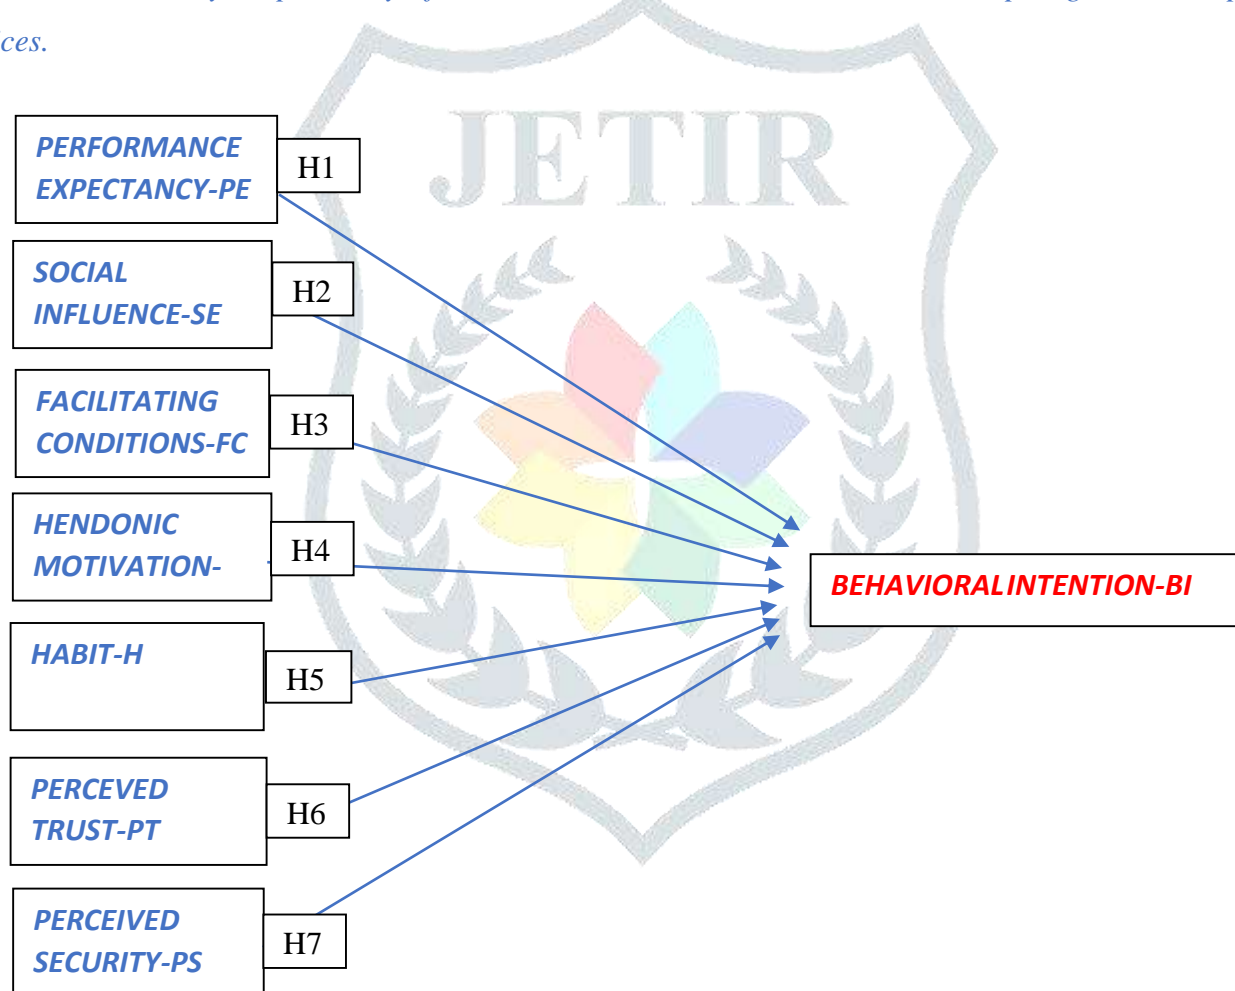 ices.
JETIR
PERFORMANCE
EXPECTANCY-PE
H1
SOCIAL
INFLUENCE-SE
H2
FACILITATING
CONDITIONS-FC
H3
HENDONIC
MOTIVATION-
H4
BEHAVIORALINTENTION-BI
HABIT-H
H5
PERCEVED
TRUST-PT
H6
PERCEIVED
SECURITY-PS
H7